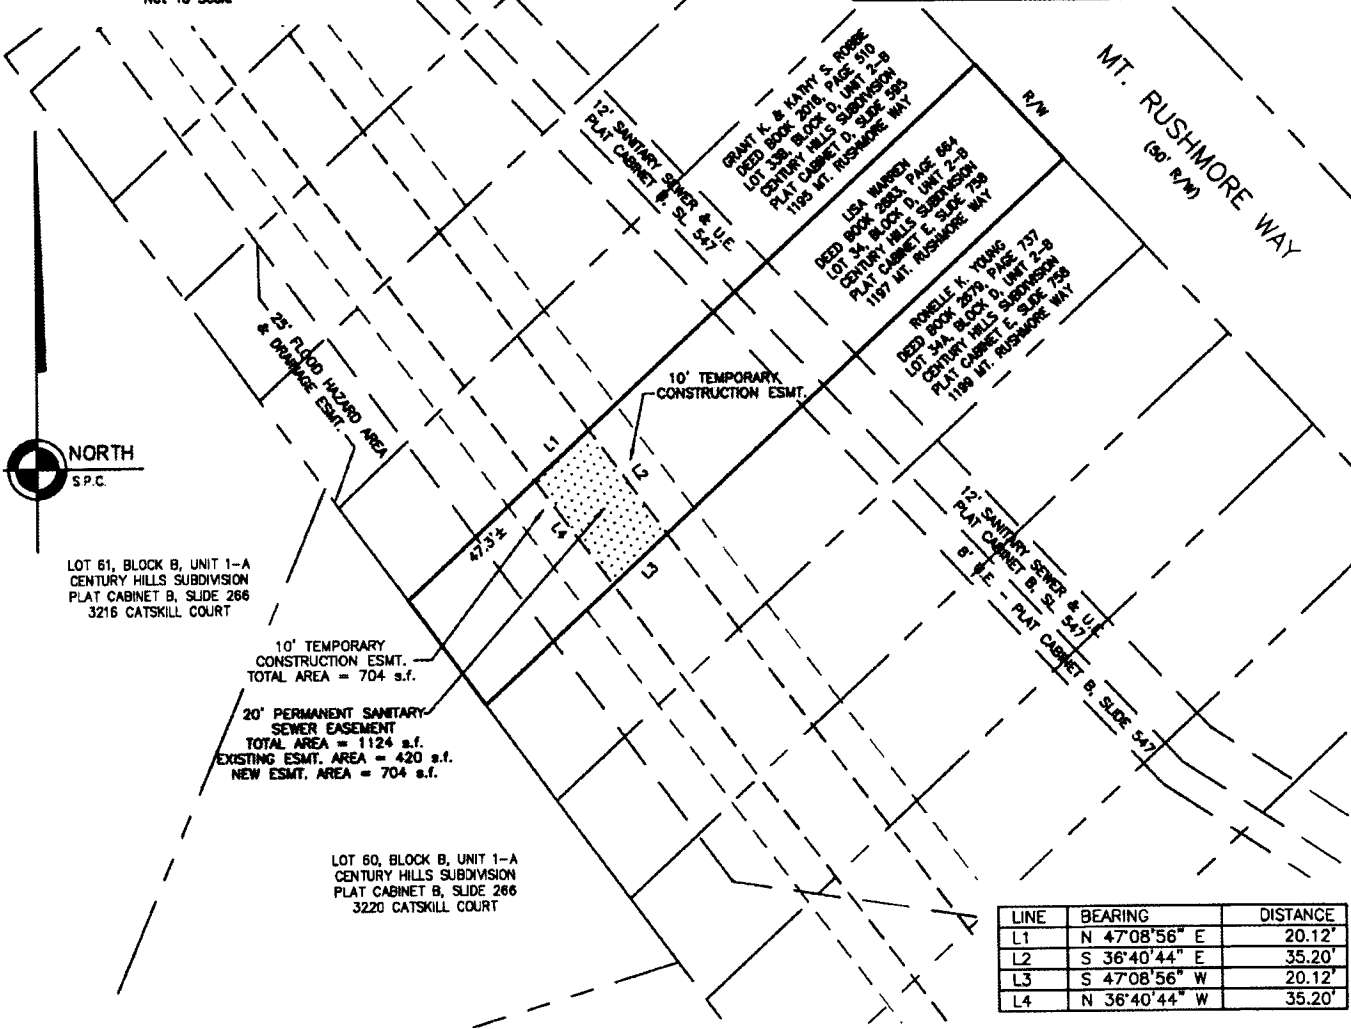 Not To Scale
MT. RUSHMORE WAY
(50' R/W)
R/W
GRANT K. & KATHY S. ROBBE
DEED BOOK 2016, PAGE 510
LOT 33B, BLOCK D, UNIT 2-B
CENTURY HILLS SUBDIVISION
PLAT CABINET D, SLIDE 595
1195 MT. RUSHMORE WAY
12' SANITARY SEWER & U.E.
PLAT CABINET B, SL. 547
LISA WARREN
DEED BOOK 2683, PAGE 664
LOT 34, BLOCK D, UNIT 2-B
CENTURY HILLS SUBDIVISION
PLAT CABINET E, SLIDE 758
1197 MT. RUSHMORE WAY
RONELLE K. YOUNG
DEED BOOK 2679, PAGE 737
LOT 34A, BLOCK D, UNIT 2-B
CENTURY HILLS SUBDIVISION
PLAT CABINET E, SLIDE 758
1199 MT. RUSHMORE WAY
25' FLOOD HAZARD AREA
& DRAINAGE ESMT.
10' TEMPORARY
CONSTRUCTION ESMT.
L1
L2
L3
L4
47.3'±
NORTH
S.P.C.
12' SANITARY SEWER & U.E.
PLAT CABINET B, SL. 547
8' U.E. - PLAT CABINET B, SLIDE 547
LOT 61, BLOCK B, UNIT 1-A
CENTURY HILLS SUBDIVISION
PLAT CABINET B, SLIDE 266
3216 CATSKILL COURT
10' TEMPORARY
CONSTRUCTION ESMT.
TOTAL AREA = 704 s.f.
20' PERMANENT SANITARY
SEWER EASEMENT
TOTAL AREA = 1124 s.f.
EXISTING ESMT. AREA = 420 s.f.
NEW ESMT. AREA = 704 s.f.
LOT 60, BLOCK B, UNIT 1-A
CENTURY HILLS SUBDIVISION
PLAT CABINET B, SLIDE 266
3220 CATSKILL COURT
LINE BEARING DISTANCE
L1 N 47°08'56" E 20.12'
L2 S 36°40'44" E 35.20'
L3 S 47°08'56" W 20.12'
L4 N 36°40'44" W 35.20'